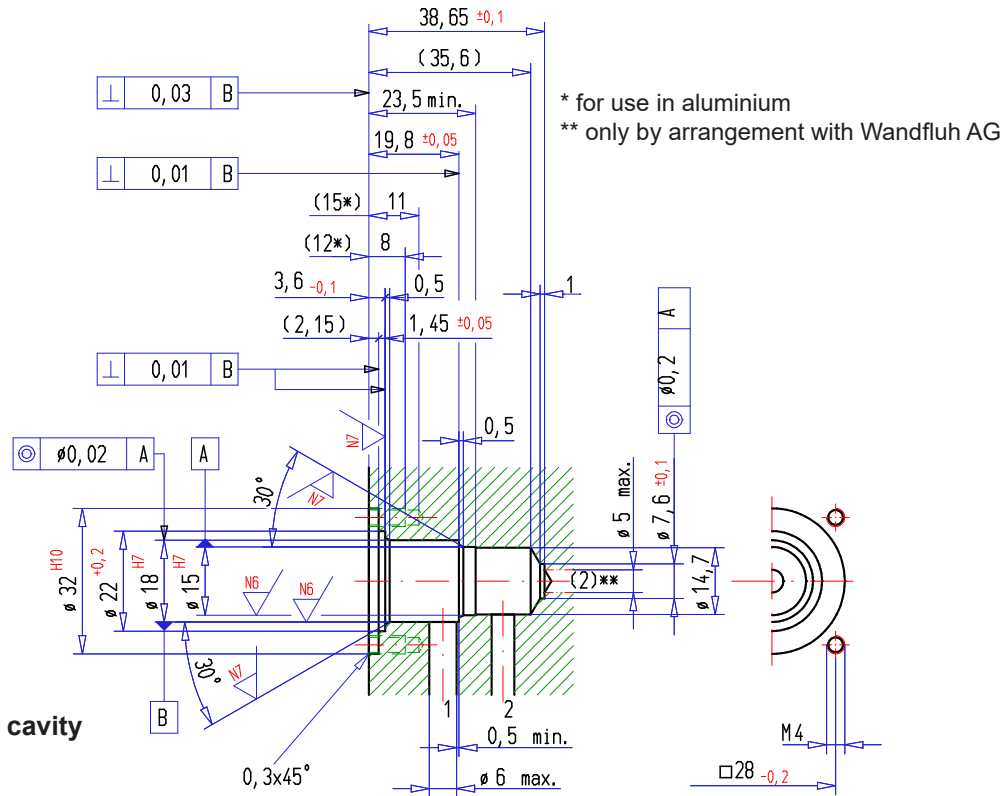 38,65 ±0,1
(35,6)
⊥ 0,03 B
23,5 min.
* for use in aluminium
** only by arrangement with Wandfluh AG
19,8 ±0,05
⊥ 0,01 B
(15*) 11
(12*) 8
3,6 -0,1 0,5 1
(2,15) 1,45 ±0,05
⊥ 0,01 B
◎ ø0,2 A
0,5
N7
◎ ø0,02 A
A
30°
N7
ø 5 max.
ø 7,6 ±0,1
ø 32 H10
ø 22 +0,2
ø 18 H7
ø 15 H7
N6
N6
(2)**
ø 14,7
30°
N7
B
1
2
cavity
0,5 min.
M4
0,3x45°
ø 6 max.
□28 -0,2